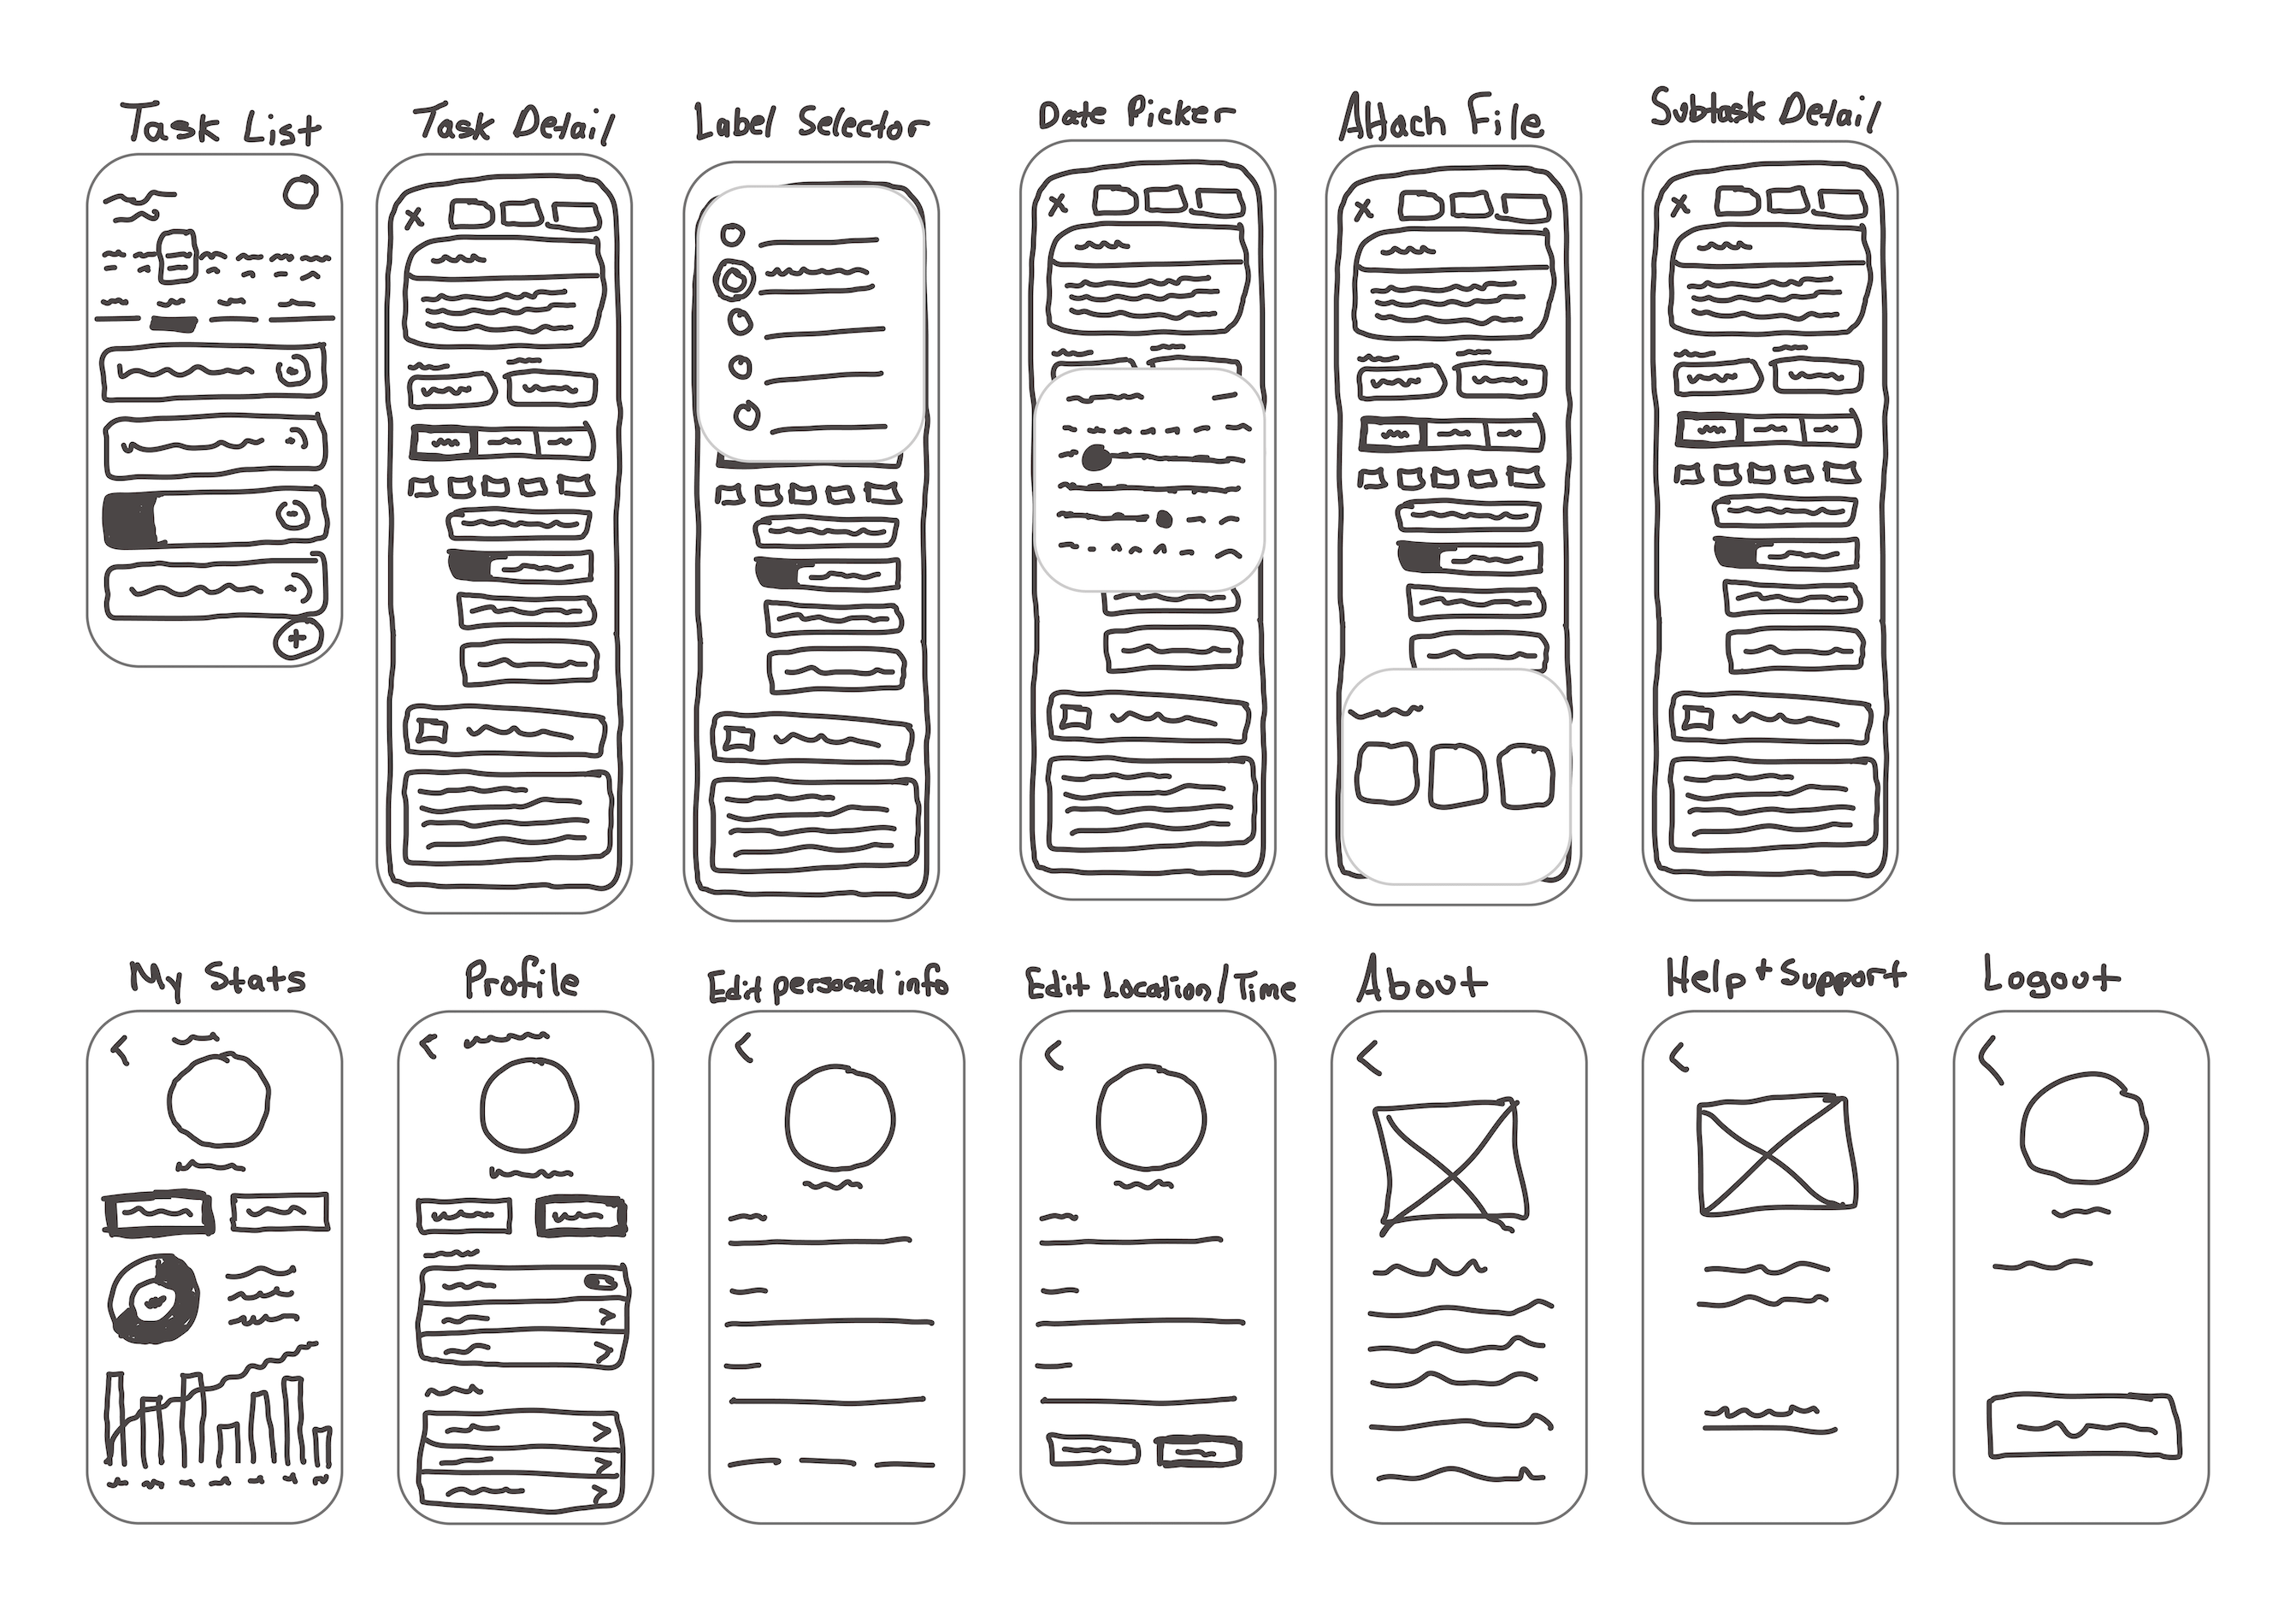 Task List
Task Detail
Label Selector
Date Picker
Attach File
Subtask Detail
My Stats
Profile
Edit personal info
Edit Location/Time
About
Help + Support
Logout